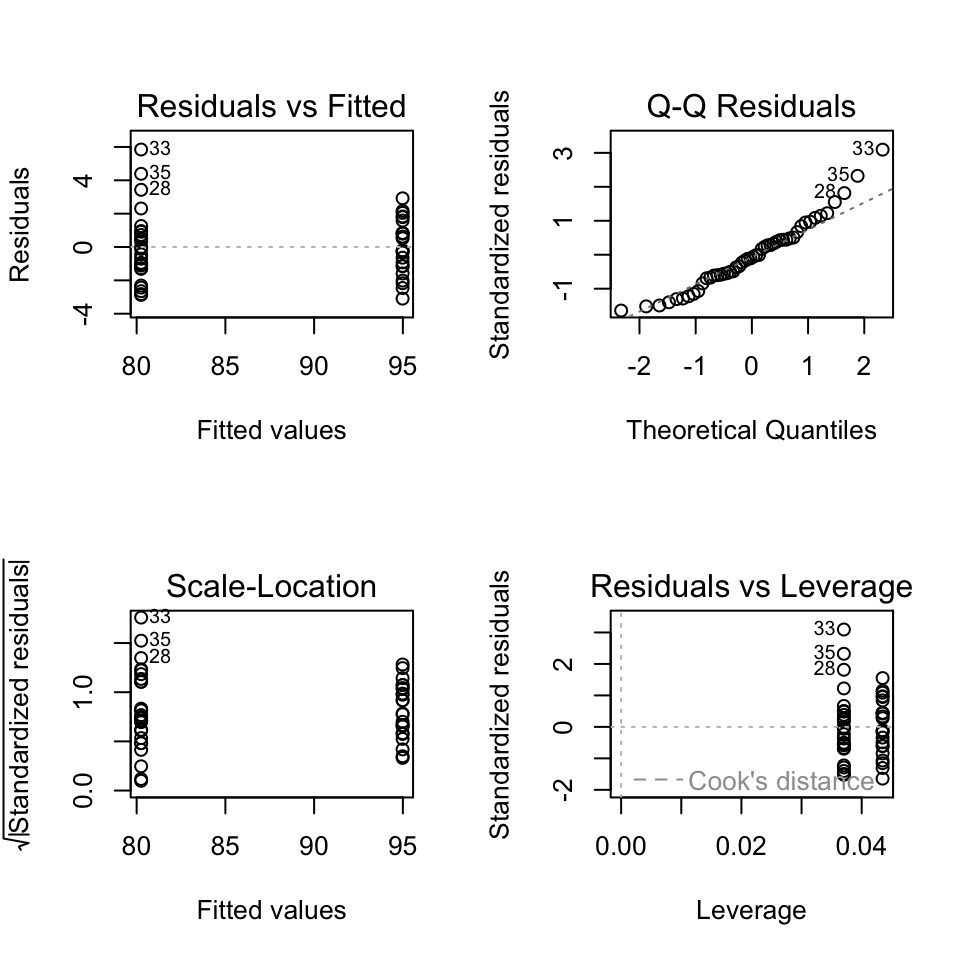 Residuals vs Fitted
Residuals
4
0
-4
33
35
28
80 85 90 95
Fitted values
Q-Q Residuals
Standardized residuals
3
1
-1
33
35
28
-2 -1 0 1 2
Theoretical Quantiles
Scale-Location
√|Standardized residuals|
1.0
0.0
33
35
28
80 85 90 95
Fitted values
Residuals vs Leverage
Standardized residuals
2
0
-2
33
35
28
Cook's distance
0.00 0.02 0.04
Leverage